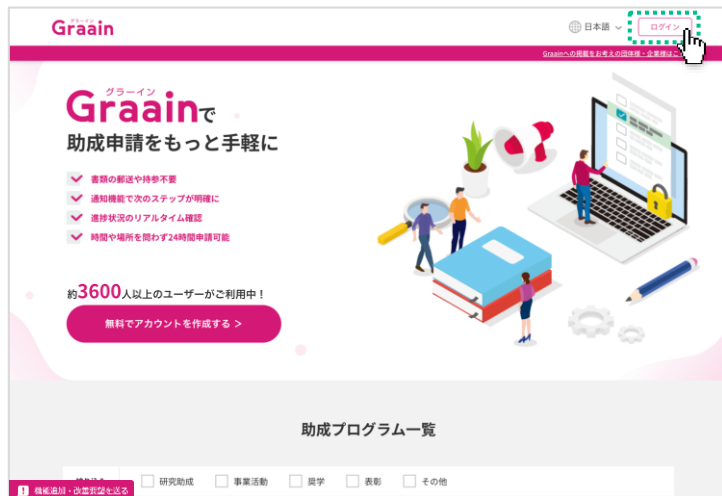 グラーイン
Graain
日本語
ログイン
Graainへの掲載をお考えの団体様・企業様はこ
グラーイン
Graainで
助成申請をもっと手軽に
書類の郵送や持参不要
通知機能で次のステップが明確に
進捗状況のリアルタイム確認
時間や場所を問わず24時間申請可能
約3600人以上のユーザーがご利用中！
無料でアカウントを作成する >
助成プログラム一覧
研究助成 事業活動 奨学 表彰 その他
機能追加・改善要望を送る